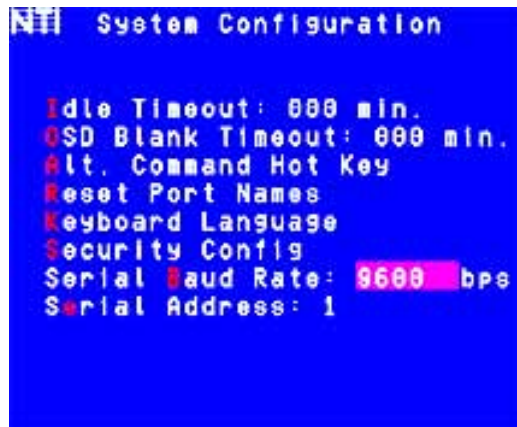 NTI System Configuration
Idle Timeout: 000 min.
OSD Blank Timeout: 000 min.
Alt. Command Hot Key
Reset Port Names
Keyboard Language
Security Config
Serial Baud Rate: 9600 bps
Serial Address: 1